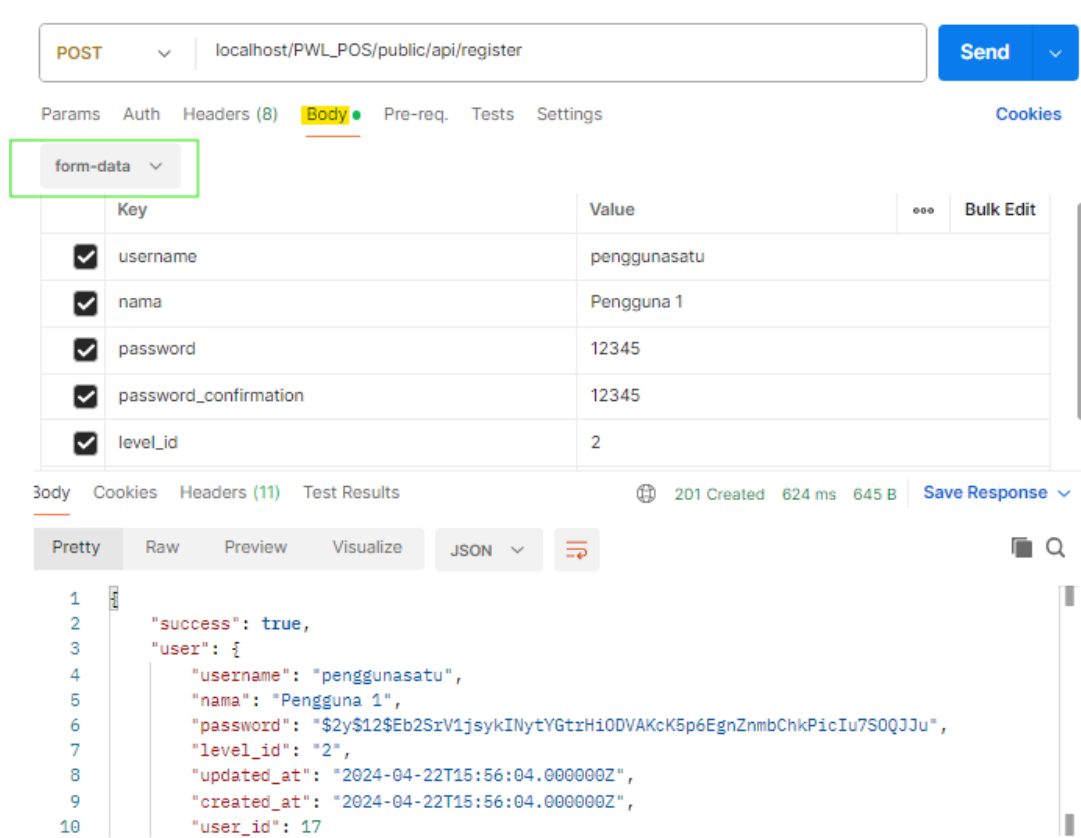 POST localhost/PWL_POS/public/api/register Send
Params Auth Headers (8) Body Pre-req. Tests Settings Cookies
form-data
Key Value ooo Bulk Edit
username penggunasatu
nama Pengguna 1
password 12345
password_confirmation 12345
level_id 2
Body Cookies Headers (11) Test Results 201 Created 624 ms 645 B Save Response
Pretty Raw Preview Visualize JSON
1 {
2 "success": true,
3 "user": {
4 "username": "penggunasatu",
5 "nama": "Pengguna 1",
6 "password": "$2y$12$Eb2SrV1jsykINytYGtrHiODVAKcK5p6EgnZnmbChkPicIu7SOQJJu",
7 "level_id": "2",
8 "updated_at": "2024-04-22T15:56:04.000000Z",
9 "created_at": "2024-04-22T15:56:04.000000Z",
10 "user_id": 17